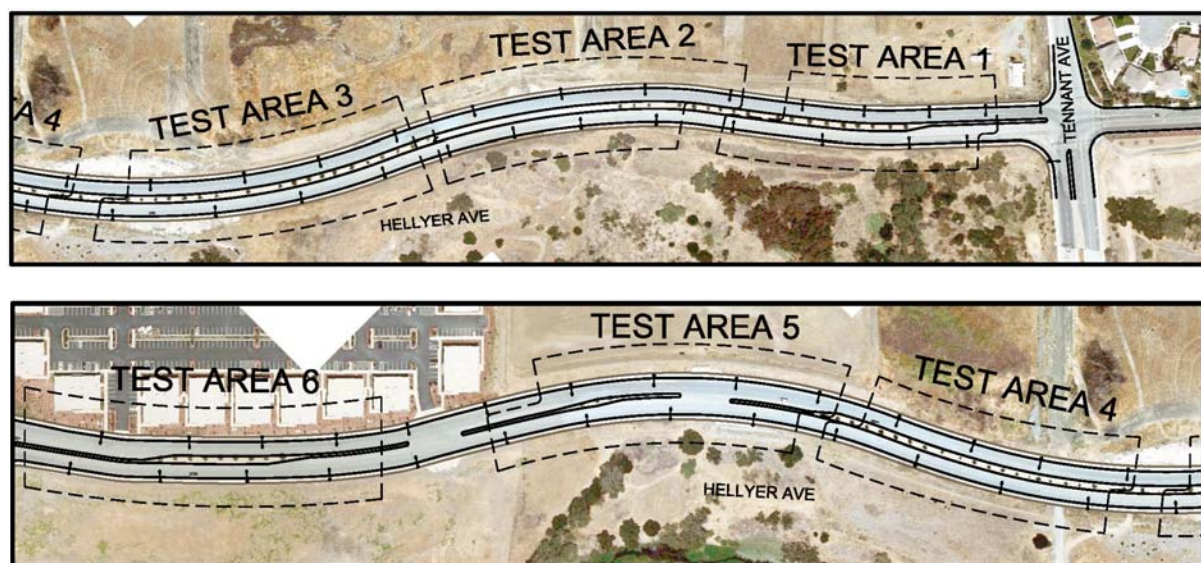 TEST AREA 2
TEST AREA 1
TEST AREA 3
A 4
TENNANT AVE
HELLYER AVE
TEST AREA 5
TEST AREA 6
TEST AREA 4
HELLYER AVE